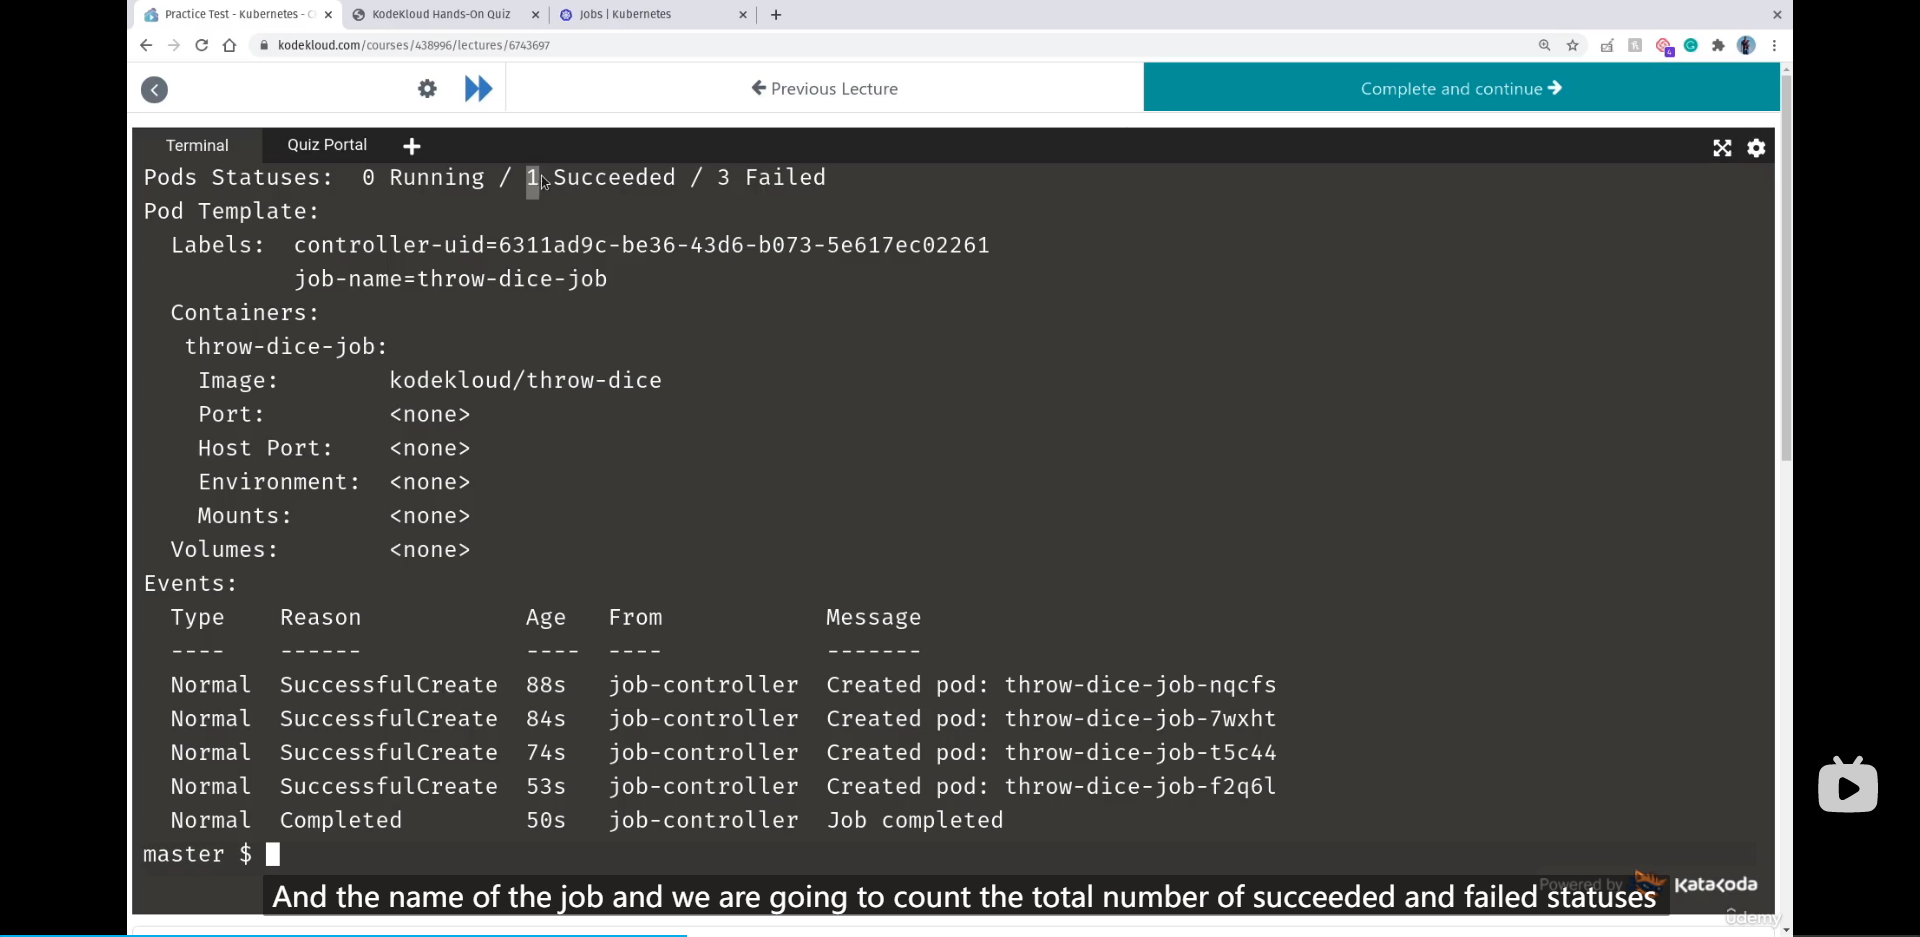 Practice Test - Kubernetes - C
KodeKloud Hands-On Quiz
Jobs | Kubernetes
kodekloud.com/courses/438996/lectures/6743697
Previous Lecture
Complete and continue
Terminal
Quiz Portal
Pods Statuses:  0 Running / 1 Succeeded / 3 Failed
Pod Template:
Labels:  controller-uid=6311ad9c-be36-43d6-b073-5e617ec02261
job-name=throw-dice-job
Containers:
throw-dice-job:
Image:        kodekloud/throw-dice
Port:         <none>
Host Port:    <none>
Environment:  <none>
Mounts:       <none>
Volumes:        <none>
Events:
Type    Reason            Age   From            Message
----    ------            ----  ----            -------
Normal  SuccessfulCreate  88s   job-controller  Created pod: throw-dice-job-nqcfs
Normal  SuccessfulCreate  84s   job-controller  Created pod: throw-dice-job-7wxht
Normal  SuccessfulCreate  74s   job-controller  Created pod: throw-dice-job-t5c44
Normal  SuccessfulCreate  53s   job-controller  Created pod: throw-dice-job-f2q6l
Normal  Completed         50s   job-controller  Job completed
master $
Powered by Katacoda
And the name of the job and we are going to count the total number of succeeded and failed statuses
ûdemy